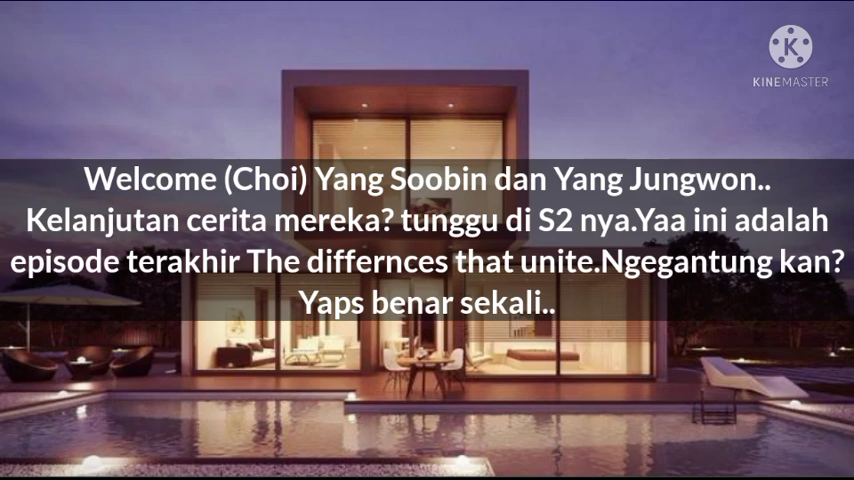 KINEMASTER
Welcome (Choi) Yang Soobin dan Yang Jungwon..
Kelanjutan cerita mereka? tunggu di S2 nya.Yaa ini adalah
episode terakhir The differnces that unite.Ngegantung kan?
Yaps benar sekali..